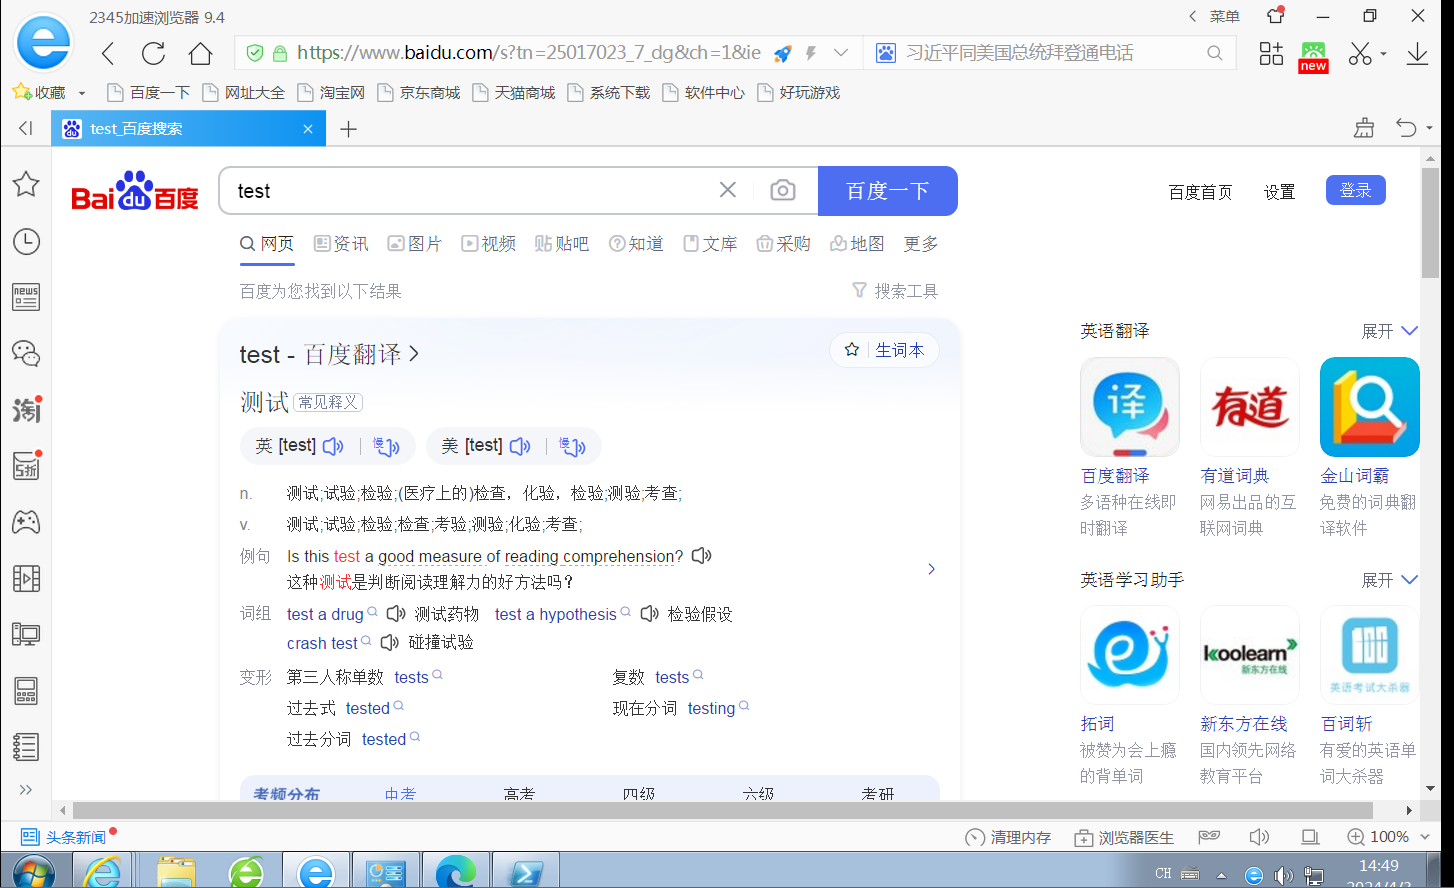 2345加速浏览器 9.4
菜单
https://www.baidu.com/s?tn=25017023_7_dg&ch=1&ie
习近平同美国总统拜登通电话
new
收藏 百度一下 网址大全 淘宝网 京东商城 天猫商城 系统下载 软件中心 好玩游戏
test_百度搜索
Bai du 百度
test
百度一下
百度首页 设置 登录
网页 资讯 图片 视频 贴吧 知道 文库 采购 地图 更多
百度为您找到以下结果
搜索工具
test - 百度翻译
生词本
测试 常见释义
英 [test] 慢 美 [test] 慢
n. 测试;试验;检验;(医疗上的)检查，化验，检验;测验;考查;
v. 测试;试验;检验;检查;考验;测验;化验;考查;
例句 Is this test a good measure of reading comprehension?
这种测试是判断阅读理解力的好方法吗?
词组 test a drug 测试药物 test a hypothesis 检验假设
crash test 碰撞试验
变形 第三人称单数 tests 复数 tests
过去式 tested 现在分词 testing
过去分词 tested
考频分布 中考 高考 四级 六级 考研
英语翻译 展开
译 有道
百度翻译 有道词典 金山词霸
多语种在线即 网易出品的互 免费的词典翻
时翻译 联网词典 译软件
英语学习助手 展开
koolearn
新东方在线
英语考试大杀器
拓词 新东方在线 百词斩
被赞为会上瘾 国内领先网络 有爱的英语单
的背单词 教育平台 词大杀器
NEWS
淘
5折
头条新闻
清理内存 浏览器医生 100%
CH
14:49